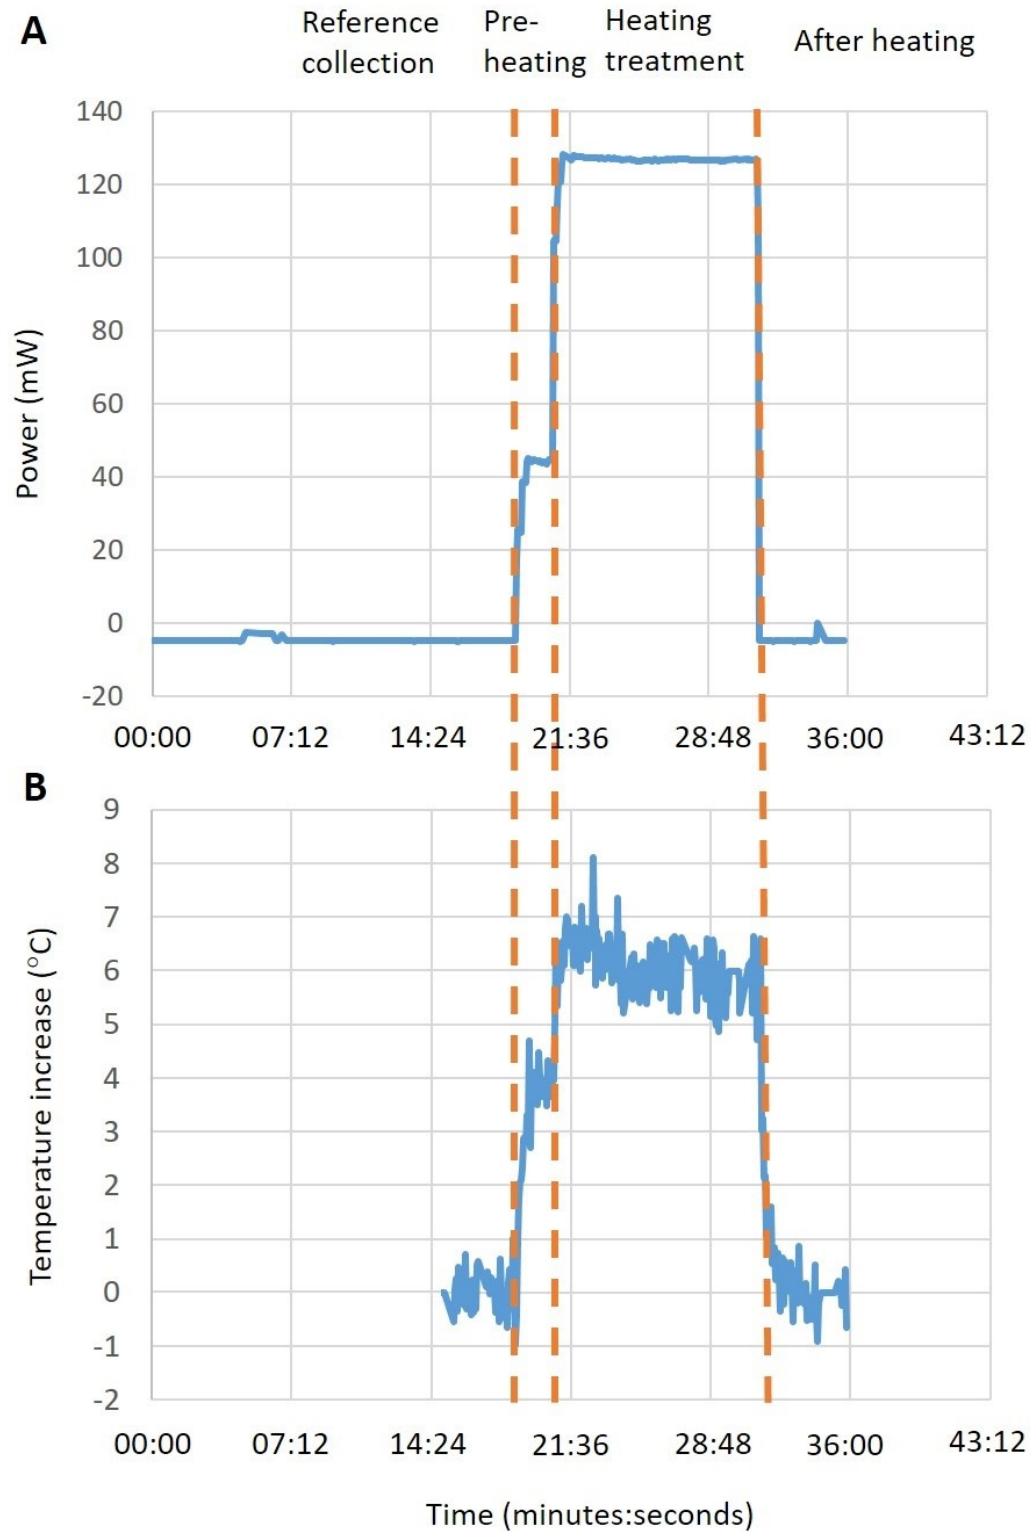 A
Reference
collection
Pre-
heating
Heating
treatment
After heating
140
120
100
80
60
40
20
0
-20
Power (mW)
00:00 07:12 14:24 21:36 28:48 36:00 43:12
B
9
8
7
6
5
4
3
2
1
0
-1
-2
Temperature increase (°C)
00:00 07:12 14:24 21:36 28:48 36:00 43:12
Time (minutes:seconds)